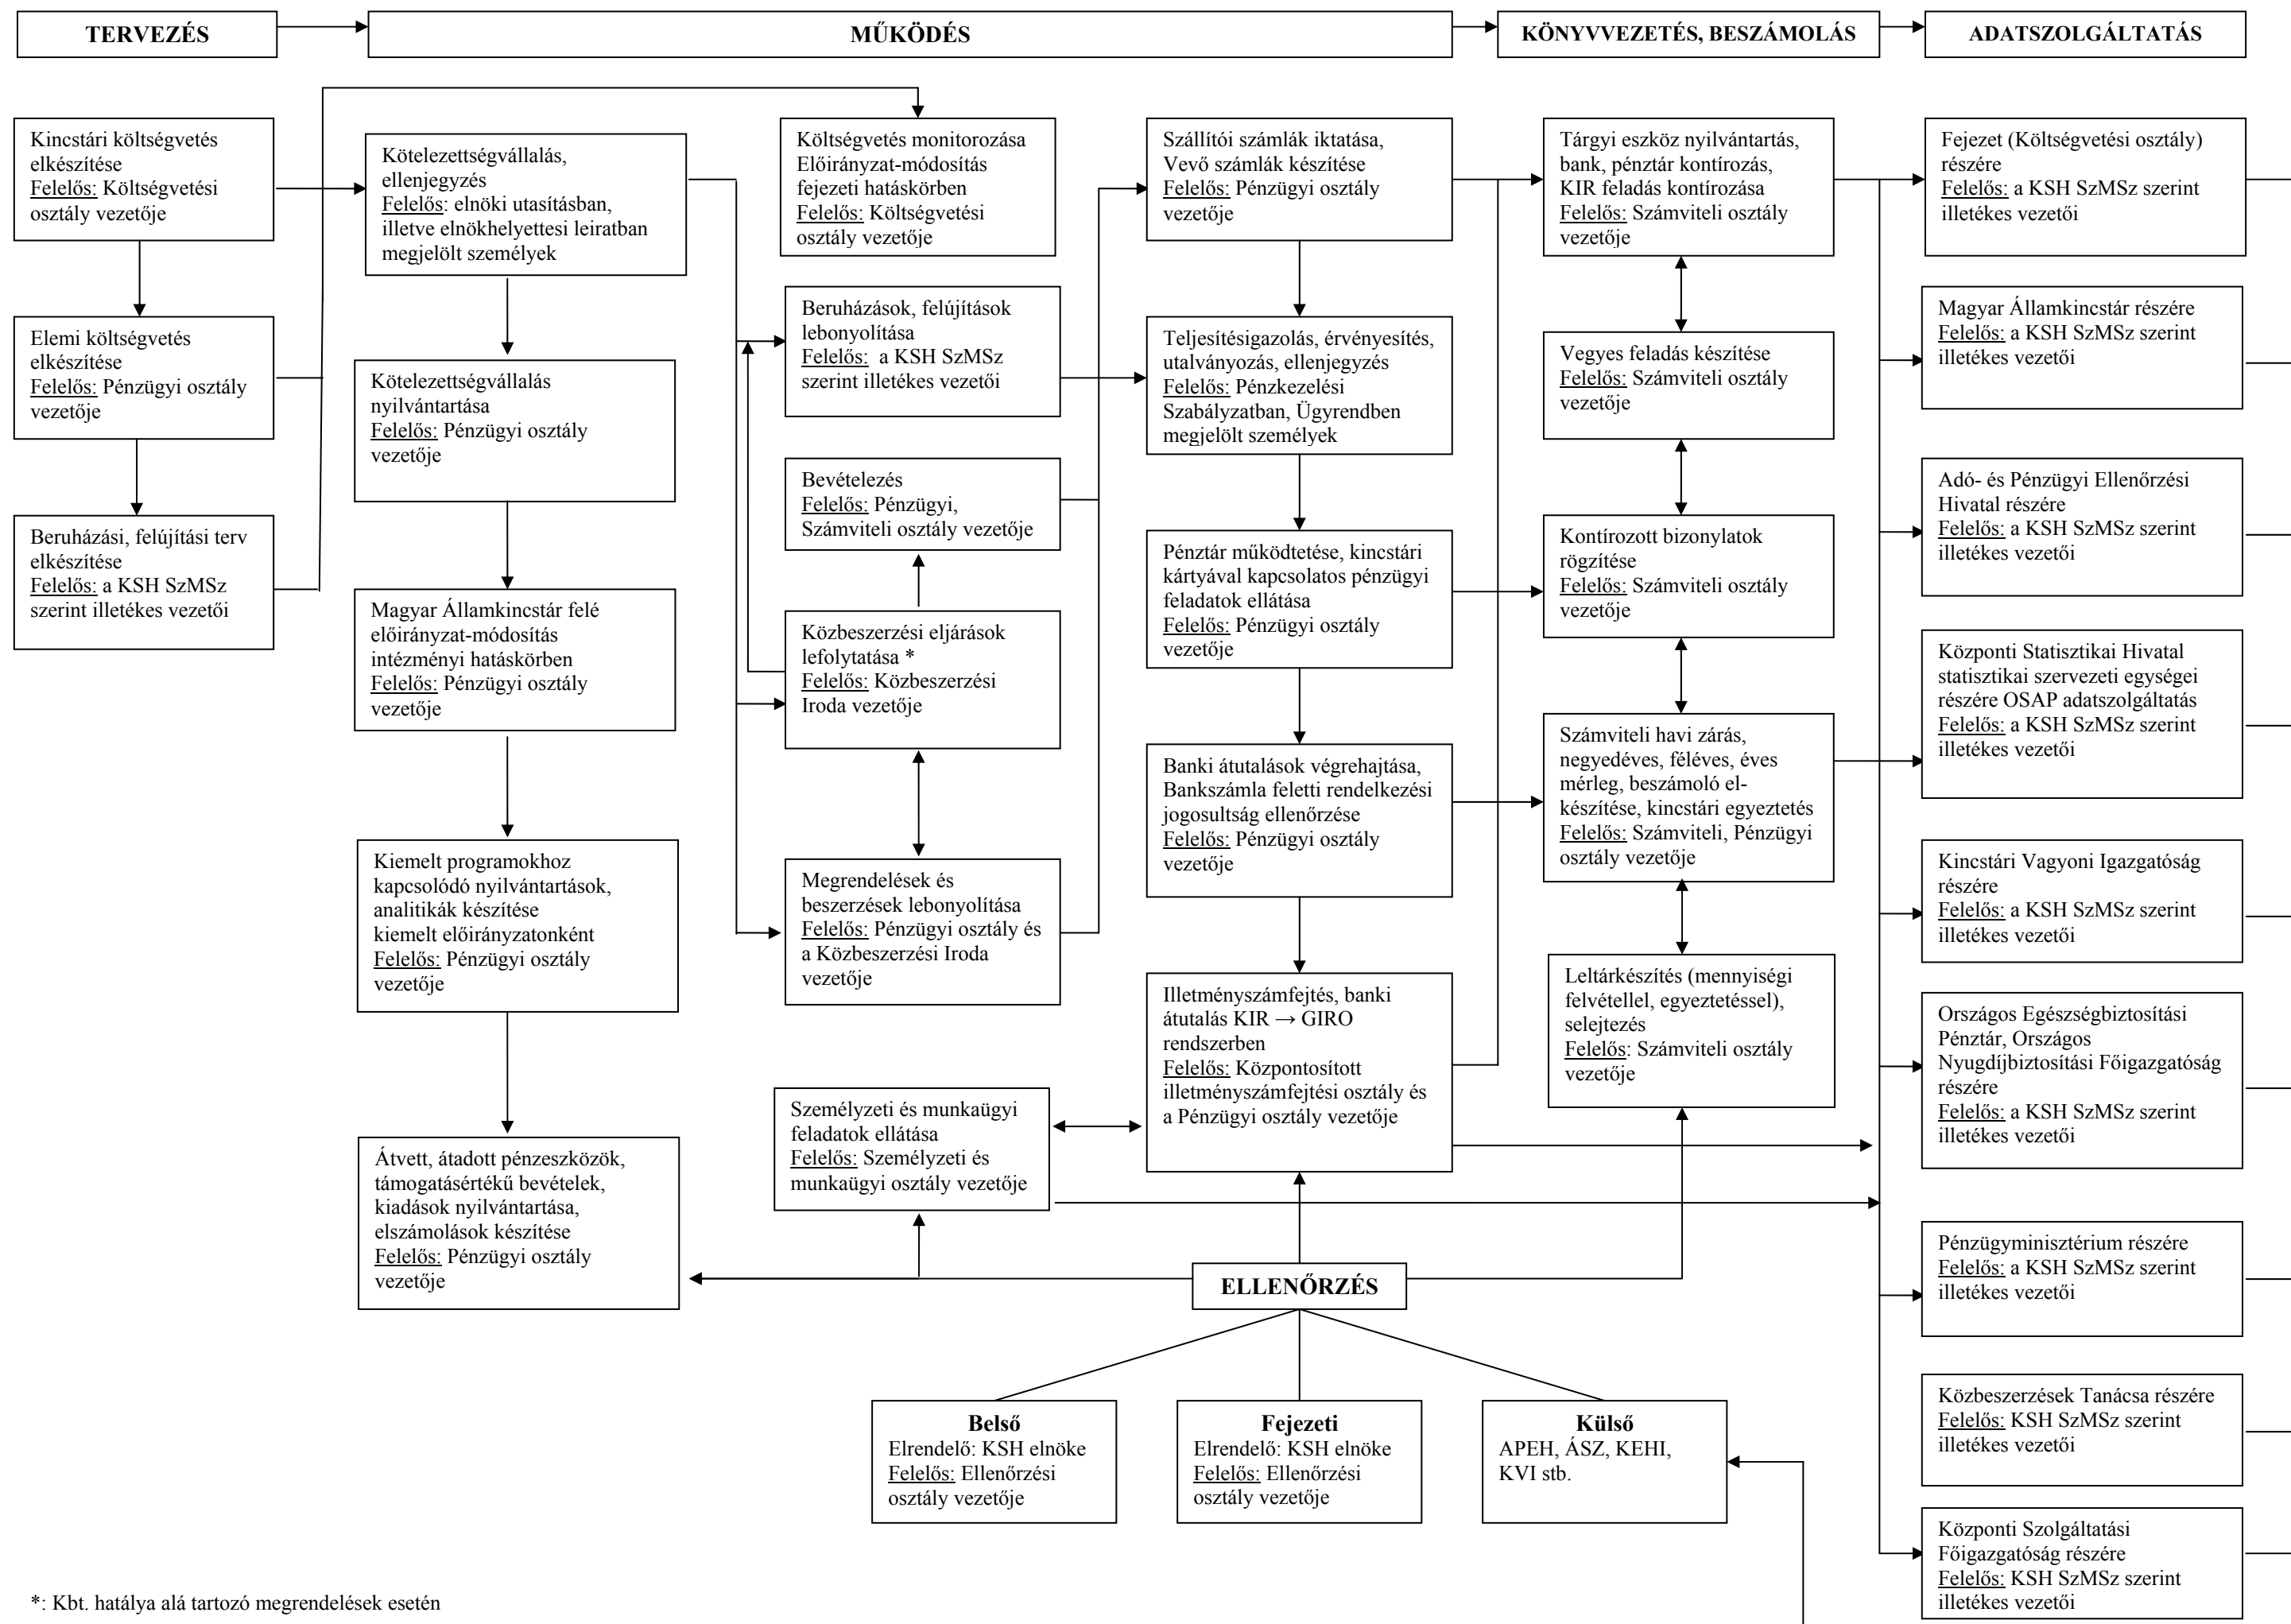 TERVEZÉS
MŰKÖDÉS
KÖNYVVEZETÉS, BESZÁMOLÁS
ADATSZOLGÁLTATÁS
Kincstári költségvetés
elkészítése
Felelős: Költségvetési
osztály vezetője
Elemi költségvetés
elkészítése
Felelős: Pénzügyi osztály
vezetője
Beruházási, felújítási terv
elkészítése
Felelős: a KSH SzMSz
szerint illetékes vezetői
Kötelezettségvállalás,
ellenjegyzés
Felelős: elnöki utasításban,
illetve elnökhelyettesi leiratban
megjelölt személyek
Kötelezettségvállalás
nyilvántartása
Felelős: Pénzügyi osztály
vezetője
Magyar Államkincstár felé
előirányzat-módosítás
intézményi hatáskörben
Felelős: Pénzügyi osztály
vezetője
Kiemelt programokhoz
kapcsolódó nyilvántartások,
analitikák készítése
kiemelt előirányzatonként
Felelős: Pénzügyi osztály
vezetője
Átvett, átadott pénzeszközök,
támogatásértékű bevételek,
kiadások nyilvántartása,
elszámolások készítése
Felelős: Pénzügyi osztály
vezetője
Költségvetés monitorozása
Előirányzat-módosítás
fejezeti hatáskörben
Felelős: Költségvetési
osztály vezetője
Beruházások, felújítások
lebonyolítása
Felelős: a KSH SzMSz
szerint illetékes vezetői
Bevételezés
Felelős: Pénzügyi,
Számviteli osztály vezetője
Közbeszerzési eljárások
lefolytatása *
Felelős: Közbeszerzési
Iroda vezetője
Megrendelések és
beszerzések lebonyolítása
Felelős: Pénzügyi osztály és
a Közbeszerzési Iroda
vezetője
Személyzeti és munkaügyi
feladatok ellátása
Felelős: Személyzeti és
munkaügyi osztály vezetője
Szállítói számlák iktatása,
Vevő számlák készítése
Felelős: Pénzügyi osztály
vezetője
Teljesítésigazolás, érvényesítés,
utalványozás, ellenjegyzés
Felelős: Pénzkezelési
Szabályzatban, Ügyrendben
megjelölt személyek
Pénztár működtetése, kincstári
kártyával kapcsolatos pénzügyi
feladatok ellátása
Felelős: Pénzügyi osztály
vezetője
Banki átutalások végrehajtása,
Bankszámla feletti rendelkezési
jogosultság ellenőrzése
Felelős: Pénzügyi osztály
vezetője
Illetményszámfejtés, banki
átutalás KIR → GIRO
rendszerben
Felelős: Központosított
illetményszámfejtési osztály és
a Pénzügyi osztály vezetője
Tárgyi eszköz nyilvántartás,
bank, pénztár kontírozás,
KIR feladás kontírozása
Felelős: Számviteli osztály
vezetője
Vegyes feladás készítése
Felelős: Számviteli osztály
vezetője
Kontírozott bizonylatok
rögzítése
Felelős: Számviteli osztály
vezetője
Számviteli havi zárás,
negyedéves, féléves, éves
mérleg, beszámoló el-
készítése, kincstári egyeztetés
Felelős: Számviteli, Pénzügyi
osztály vezetője
Leltárkészítés (mennyiségi
felvétellel, egyeztetéssel),
selejtezés
Felelős: Számviteli osztály
vezetője
Fejezet (Költségvetési osztály)
részére
Felelős: a KSH SzMSz szerint
illetékes vezetői
Magyar Államkincstár részére
Felelős: a KSH SzMSz szerint
illetékes vezetői
Adó- és Pénzügyi Ellenőrzési
Hivatal részére
Felelős: a KSH SzMSz szerint
illetékes vezetői
Központi Statisztikai Hivatal
statisztikai szervezeti egységei
részére OSAP adatszolgáltatás
Felelős: a KSH SzMSz szerint
illetékes vezetői
Kincstári Vagyoni Igazgatóság
részére
Felelős: a KSH SzMSz szerint
illetékes vezetői
Országos Egészségbiztosítási
Pénztár, Országos
Nyugdíjbiztosítási Főigazgatóság
részére
Felelős: a KSH SzMSz szerint
illetékes vezetői
Pénzügyminisztérium részére
Felelős: a KSH SzMSz szerint
illetékes vezetői
Közbeszerzések Tanácsa részére
Felelős: KSH SzMSz szerint
illetékes vezetői
Központi Szolgáltatási
Főigazgatóság részére
Felelős: KSH SzMSz szerint
illetékes vezetői
ELLENŐRZÉS
Belső
Elrendelő: KSH elnöke
Felelős: Ellenőrzési
osztály vezetője
Fejezeti
Elrendelő: KSH elnöke
Felelős: Ellenőrzési
osztály vezetője
Külső
APEH, ÁSZ, KEHI,
KVI stb.
*: Kbt. hatálya alá tartozó megrendelések esetén